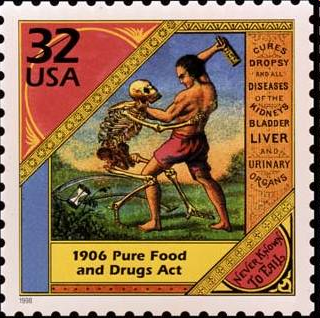 32
USA
CURES
DROPSY
AND ALL
DISEASES
OF THE
KIDNEYS
BLADDER
LIVER
AND
URINARY
ORGANS
NEVER KNOWN
TO FAIL
1906 Pure Food
and Drugs Act
1998